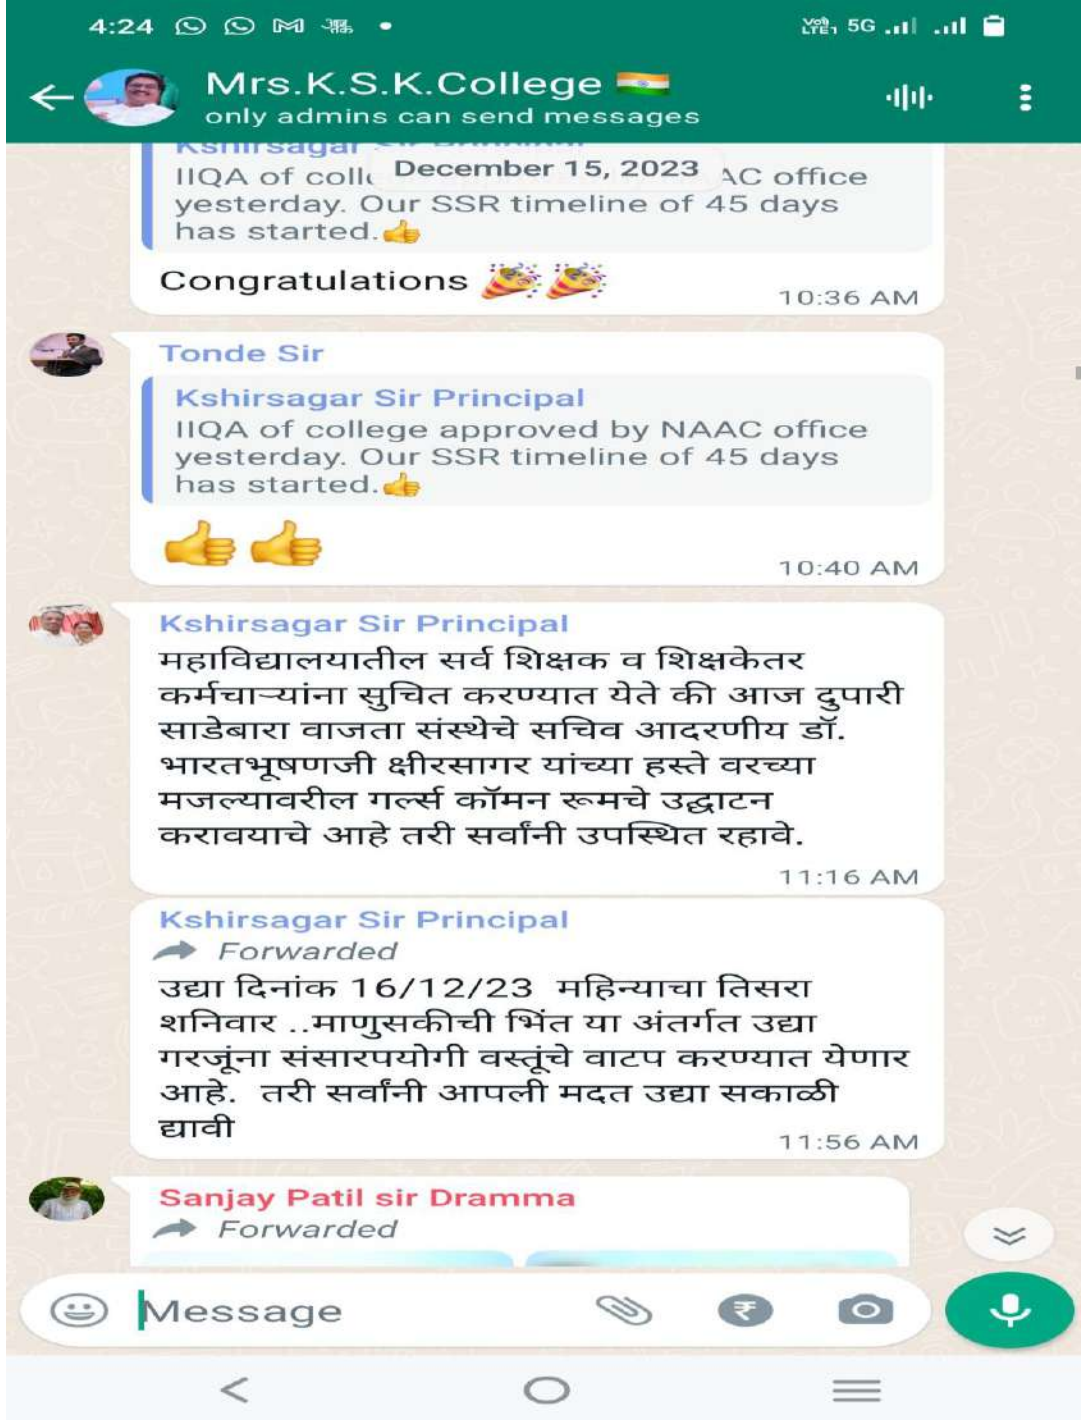 4:24
Vo)) LTE1 5G
Mrs.K.S.K.College 🇮🇳
only admins can send messages
December 15, 2023
IIQA of AC office
yesterday. Our SSR timeline of 45 days
has started.👍
Congratulations 🎉🎉
10:36 AM
Tonde Sir
Kshirsagar Sir Principal
IIQA of college approved by NAAC office
yesterday. Our SSR timeline of 45 days
has started.👍
👍👍
10:40 AM
Kshirsagar Sir Principal
महाविद्यालयातील सर्व शिक्षक व शिक्षकेतर
कर्मचाऱ्यांना सुचित करण्यात येते की आज दुपारी
साडेबारा वाजता संस्थेचे सचिव आदरणीय डॉ.
भारतभूषणजी क्षीरसागर यांच्या हस्ते वरच्या
मजल्यावरील गर्ल्स कॉमन रूमचे उद्घाटन
करावयाचे आहे तरी सर्वांनी उपस्थित रहावे.
11:16 AM
Kshirsagar Sir Principal
Forwarded
उद्या दिनांक 16/12/23 महिन्याचा तिसरा
शनिवार ..माणुसकीची भिंत या अंतर्गत उद्या
गरजूंना संसारपयोगी वस्तूंचे वाटप करण्यात येणार
आहे. तरी सर्वांनी आपली मदत उद्या सकाळी
द्यावी
11:56 AM
Sanjay Patil sir Dramma
Forwarded
Message